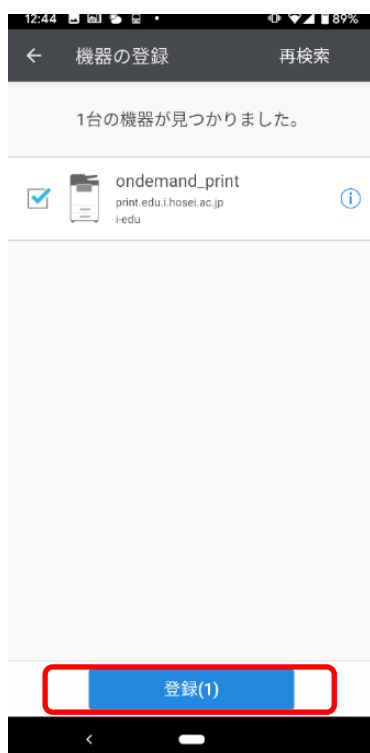 12:44 89%
機器の登録 再検索
1台の機器が見つかりました。
ondemand_print
print.edu.i.hosei.ac.jp
i-edu
登録(1)